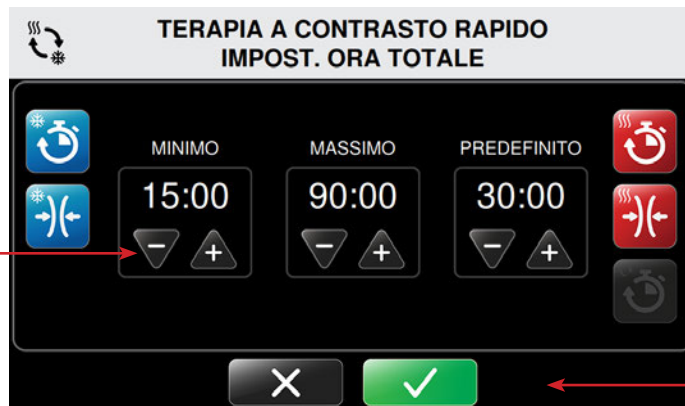 TERAPIA A CONTRASTO RAPIDO
IMPOST. ORA TOTALE
MINIMO MASSIMO PREDEFINITO
15:00 90:00 30:00